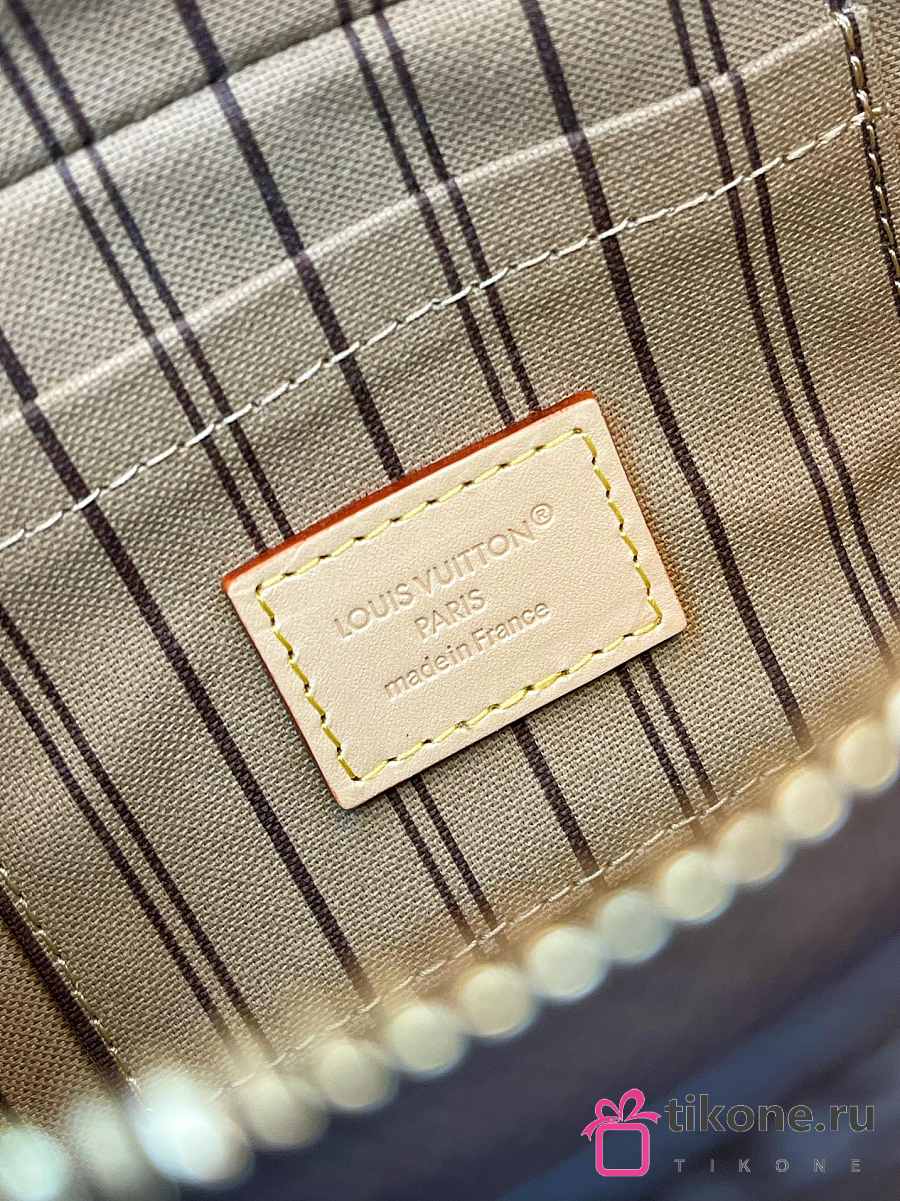 LOUIS VUITTON®
PARIS
made in France
tikone.ru
TIKONE